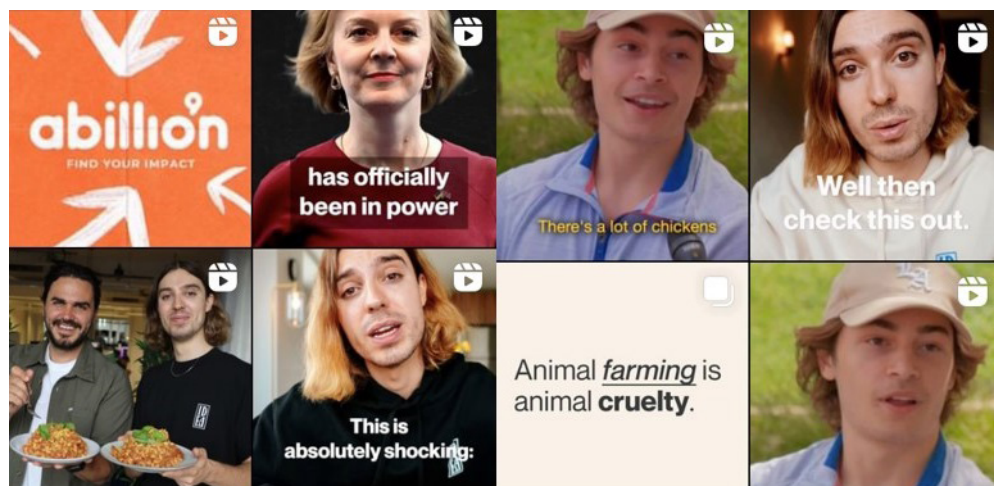 abillion
FIND YOUR IMPACT
has officially
been in power
There's a lot of chickens
Well then
check this out.
This is
absolutely shocking:
Animal farming is
animal cruelty.
LA